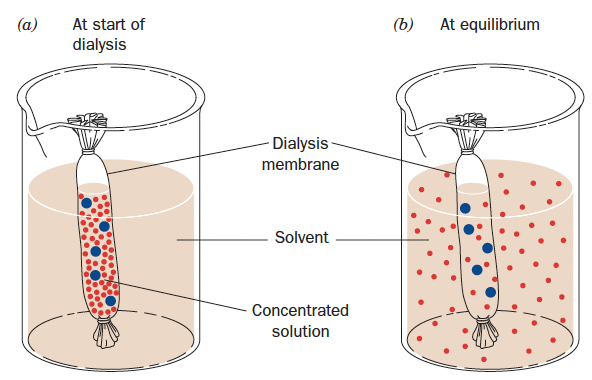 (a) At start of
dialysis
(b) At equilibrium
Dialysis
membrane
Solvent
Concentrated
solution